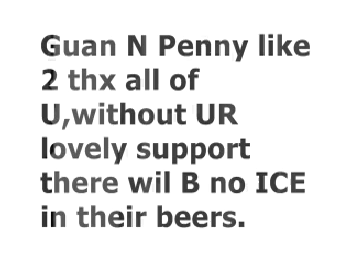 Guan N Penny like
2 thx all of
U,without UR
lovely support
there wil B no ICE
in their beers.